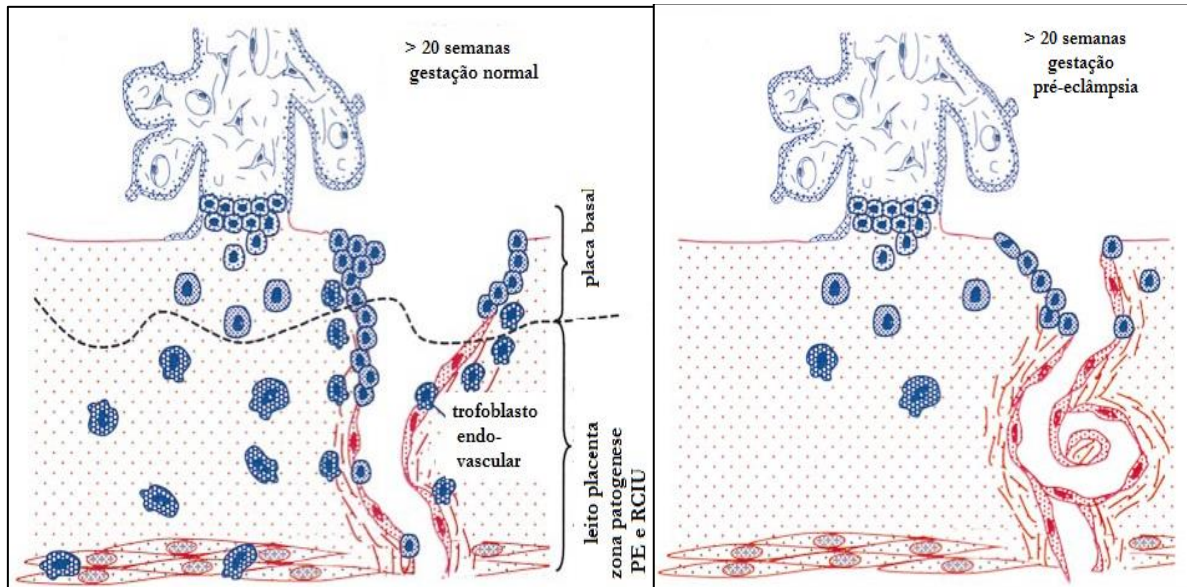 > 20 semanas
gestação normal
placa basal
trofoblasto
endo-
vascular
leito placenta
zona patogenese
PE e RCIU
> 20 semanas
gestação
pré-eclâmpsia